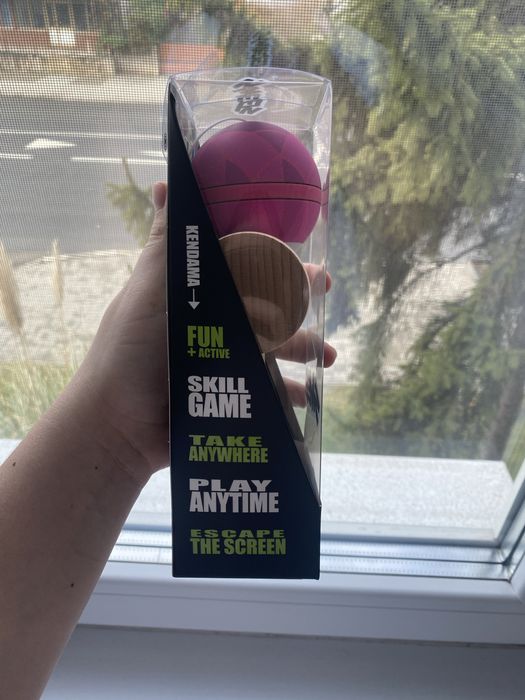 KENDAMA
FUN
+ ACTIVE
SKILL
GAME
TAKE
ANYWHERE
PLAY
ANYTIME
ESCAPE
THE SCREEN